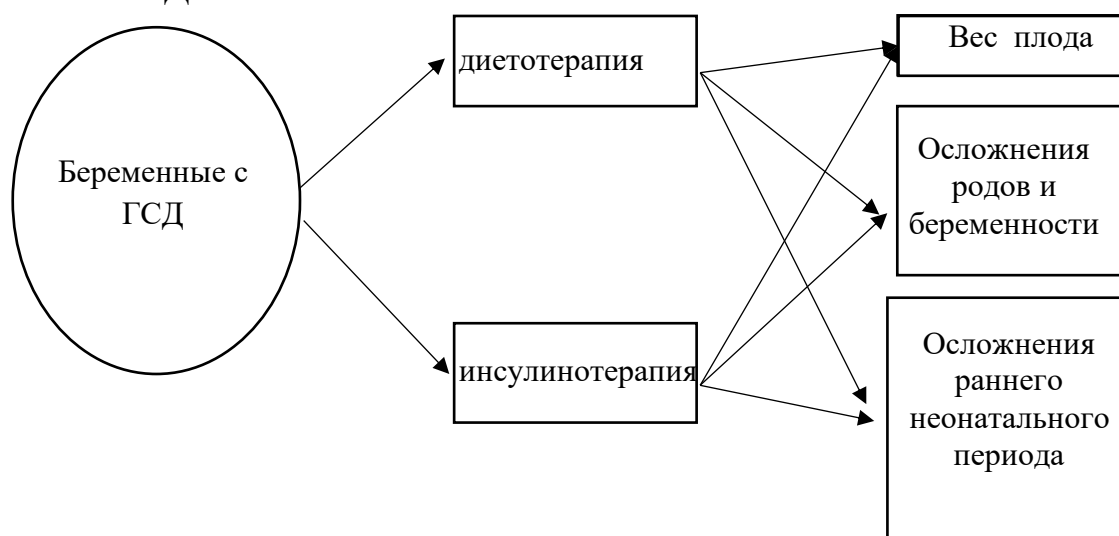 Беременные с
ГСД
диетотерапия
инсулинотерапия
Вес плода
Осложнения
родов и
беременности
Осложнения
раннего
неонатального
периода